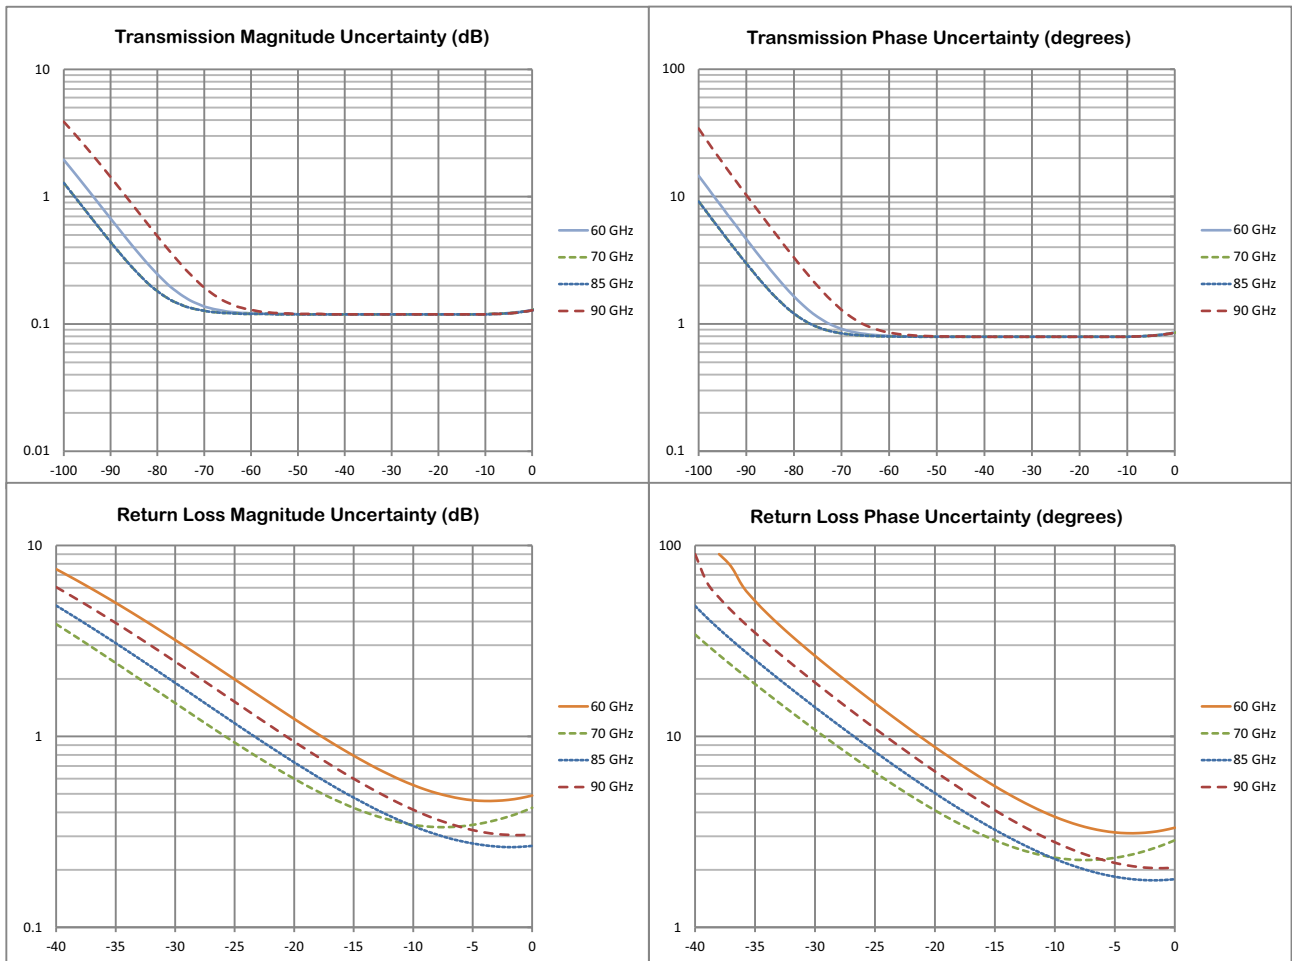 Transmission Magnitude Uncertainty (dB)
10
1
0.1
0.01
-100 -90 -80 -70 -60 -50 -40 -30 -20 -10 0
60 GHz
70 GHz
85 GHz
90 GHz
Transmission Phase Uncertainty (degrees)
100
10
1
0.1
-100 -90 -80 -70 -60 -50 -40 -30 -20 -10 0
60 GHz
70 GHz
85 GHz
90 GHz
Return Loss Magnitude Uncertainty (dB)
10
1
0.1
-40 -35 -30 -25 -20 -15 -10 -5 0
60 GHz
70 GHz
85 GHz
90 GHz
Return Loss Phase Uncertainty (degrees)
100
10
1
-40 -35 -30 -25 -20 -15 -10 -5 0
60 GHz
70 GHz
85 GHz
90 GHz